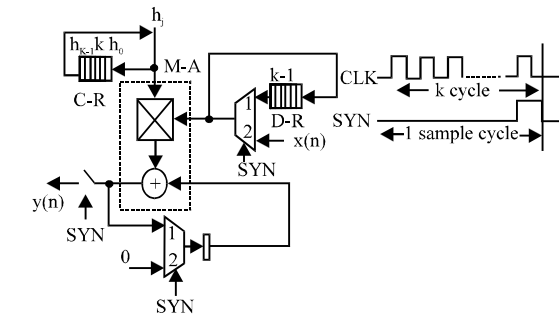 h_j
h_{K-1} k h_0
M-A
C-R
k-1
D-R
1
2
x(n)
SYN
CLK
k cycle
SYN
1 sample cycle
+
y(n)
SYN
1
2
0
SYN